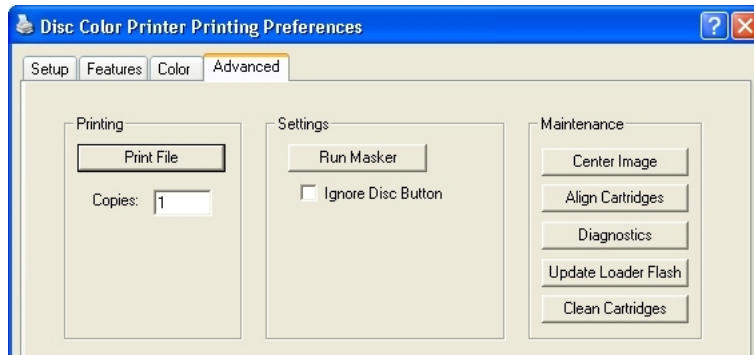 Disc Color Printer Printing Preferences
Setup Features Color Advanced
Printing
Print File
Copies: 1
Settings
Run Masker
Ignore Disc Button
Maintenance
Center Image
Align Cartridges
Diagnostics
Update Loader Flash
Clean Cartridges